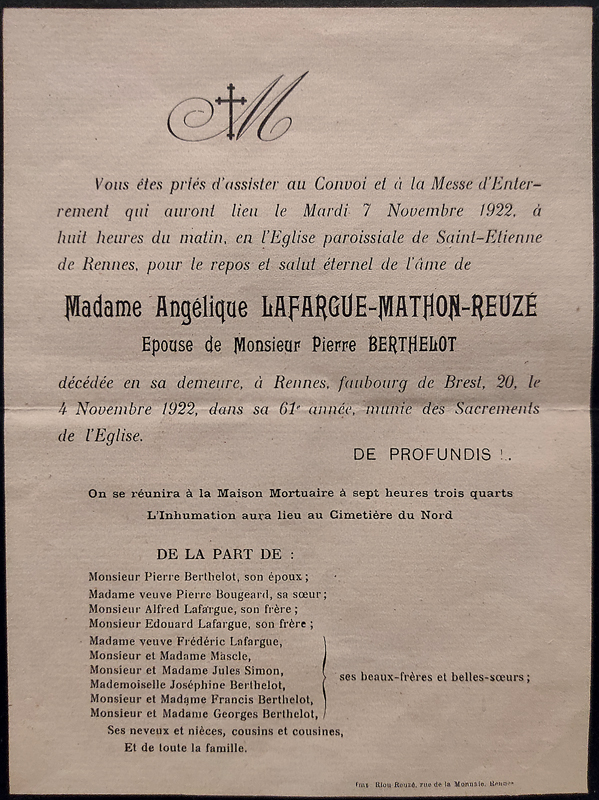 M
Vous êtes priés d'assister au Convoi et à la Messe d'Enter-
rement qui auront lieu le Mardi 7 Novembre 1922, à
huit heures du matin, en l'Eglise paroissiale de Saint-Etienne
de Rennes, pour le repos et salut éternel de l'âme de
Madame Angélique LAFARGUE-MATHON-REUZÉ
Epouse de Monsieur Pierre BERTHELOT
décédée en sa demeure, à Rennes, faubourg de Brest, 20, le
4 Novembre 1922, dans sa 61e année, munie des Sacrements
de l'Eglise.
DE PROFUNDIS !.
On se réunira à la Maison Mortuaire à sept heures trois quarts
L'Inhumation aura lieu au Cimetière du Nord
DE LA PART DE :
Monsieur Pierre Berthelot, son époux ;
Madame veuve Pierre Bougeard, sa sœur ;
Monsieur Alfred Lafargue, son frère ;
Monsieur Edouard Lafargue, son frère ;
Madame veuve Frédéric Lafargue,
Monsieur et Madame Mascle,
Monsieur et Madame Jules Simon,
Mademoiselle Joséphine Berthelot,
Monsieur et Madame Francis Berthelot,
Monsieur et Madame Georges Berthelot,
ses beaux-frères et belles-sœurs ;
Ses neveux et nièces, cousins et cousines,
Et de toute la famille.
Imp Riou Reuzé, rue de la Monnaie, Rennes